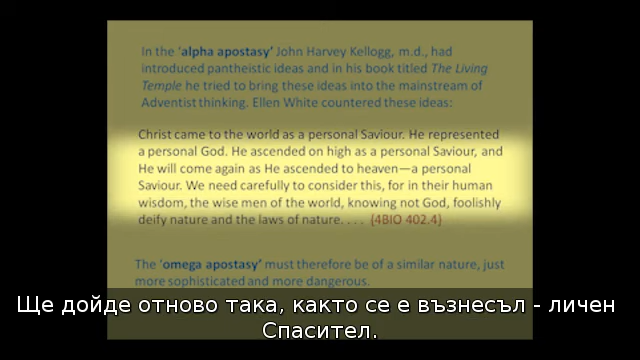 In the ‘alpha apostasy’ John Harvey Kellogg, m.d., had
introduced pantheistic ideas and in his book titled The Living
Temple he tried to bring these ideas into the mainstream of
Adventist thinking. Ellen White countered these ideas:
Christ came to the world as a personal Saviour. He represented
a personal God. He ascended on high as a personal Saviour, and
He will come again as He ascended to heaven—a personal
Saviour. We need carefully to consider this, for in their human
wisdom, the wise men of the world, knowing not God, foolishly
deify nature and the laws of nature. . . . {4BIO 402.4}
The ‘omega apostasy’ must therefore be of a similar nature, just
more sophisticated and more dangerous.
Ще дойде отново така, както се е възнесъл - личен
Спасител.